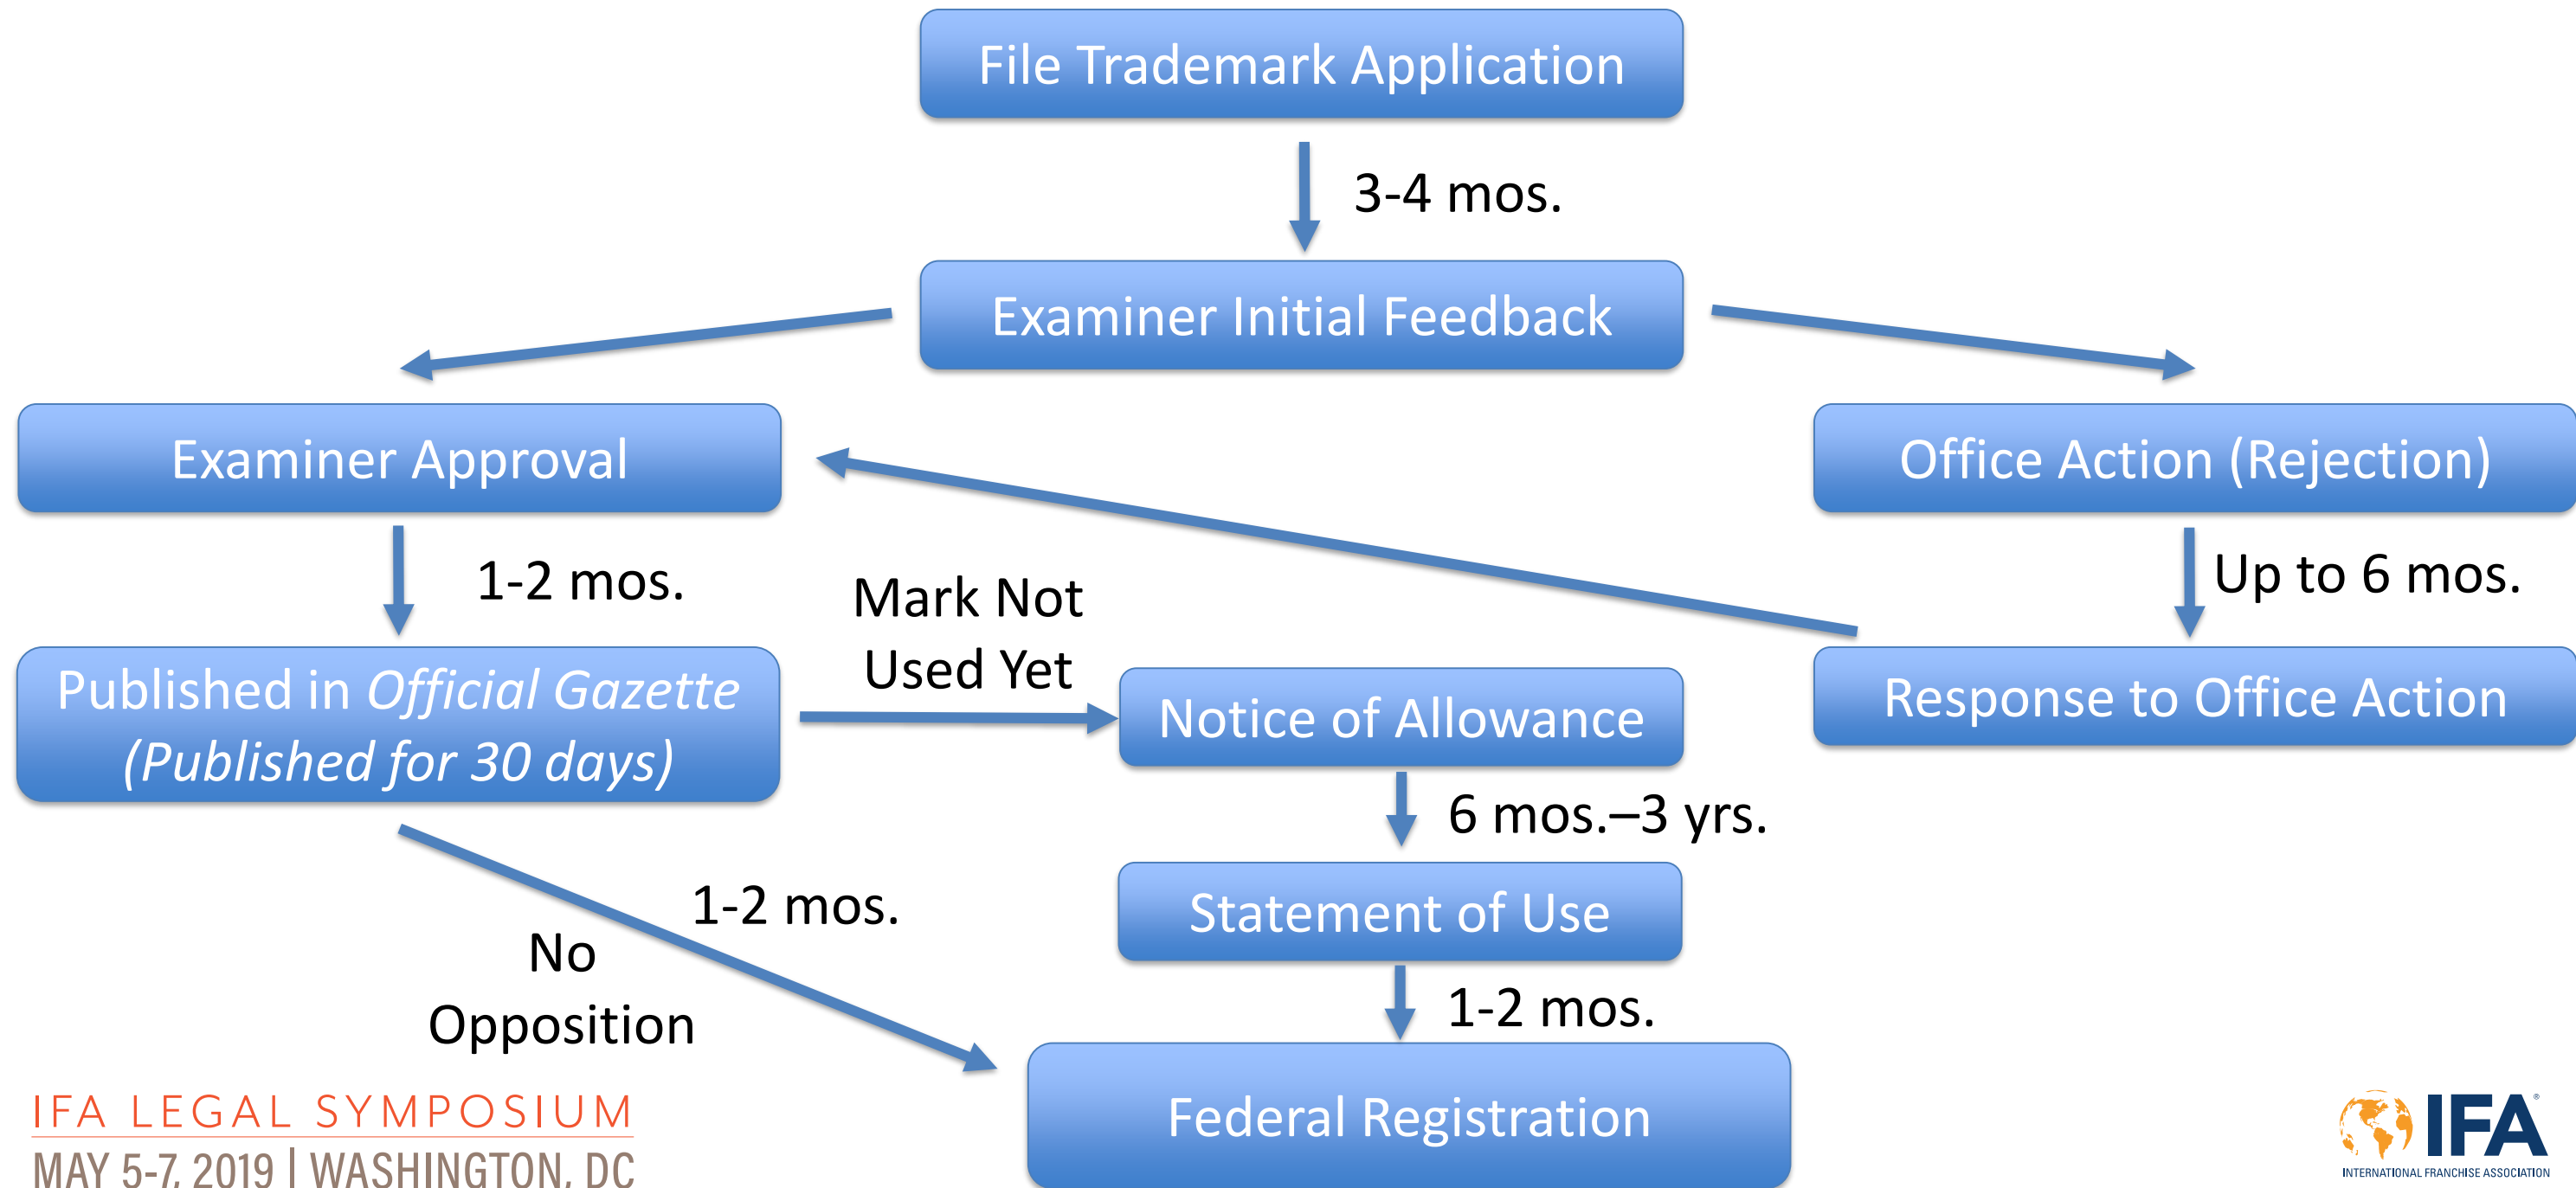 File Trademark Application
3-4 mos.
Examiner Initial Feedback
Examiner Approval
Office Action (Rejection)
1-2 mos.
Up to 6 mos.
Mark Not
Used Yet
Published in Official Gazette
(Published for 30 days)
Notice of Allowance
Response to Office Action
6 mos.–3 yrs.
1-2 mos.
No
Opposition
Statement of Use
1-2 mos.
Federal Registration
IFA LEGAL SYMPOSIUM
MAY 5-7, 2019 | WASHINGTON, DC
IFA®
INTERNATIONAL FRANCHISE ASSOCIATION